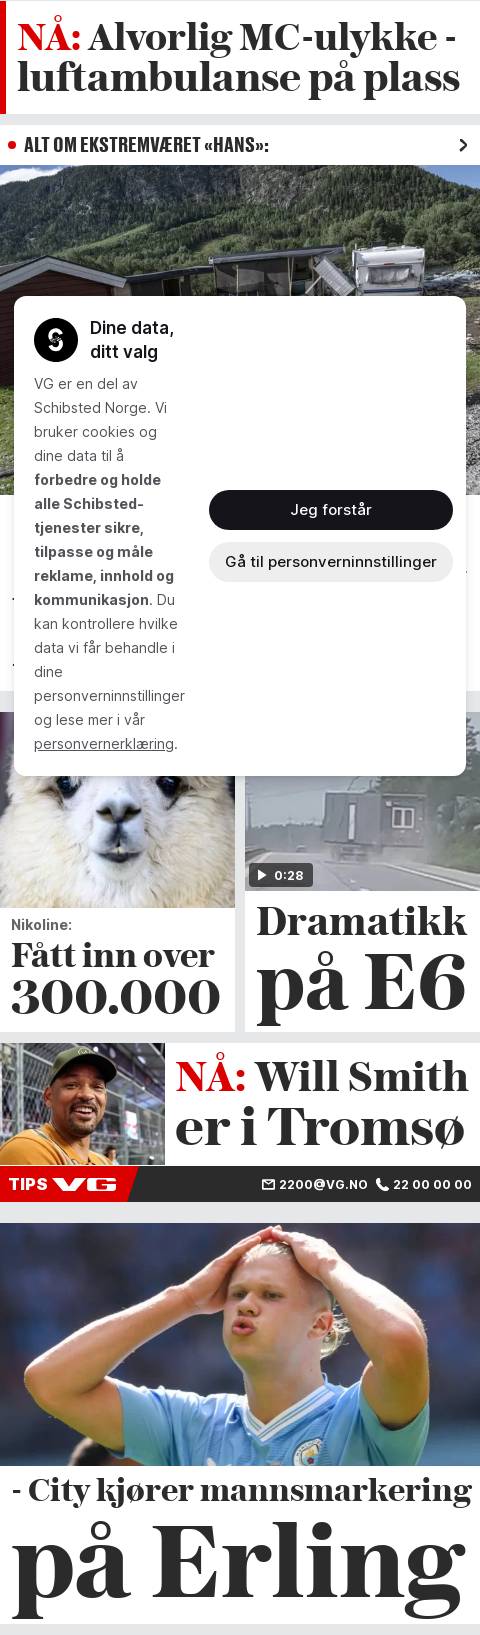 NÅ: Alvorlig MC-ulykke -
luftambulanse på plass
ALT OM EKSTREMVÆRET «HANS»:
Dine data,
ditt valg
VG er en del av
Schibsted Norge. Vi
bruker cookies og
dine data til å
forbedre og holde
alle Schibsted-
tjenester sikre,
tilpasse og måle
reklame, innhold og
kommunikasjon. Du
kan kontrollere hvilke
data vi får behandle i
dine
personverninnstillinger
og lese mer i vår
personvernerklæring.
Jeg forstår
Gå til personverninnstillinger
0:28
Nikoline:
Fått inn over
300.000
Dramatikk
på E6
NÅ: Will Smith
er i Tromsø
TIPS VG
2200@VG.NO
22 00 00 00
- City kjører mannsmarkering
på Erling